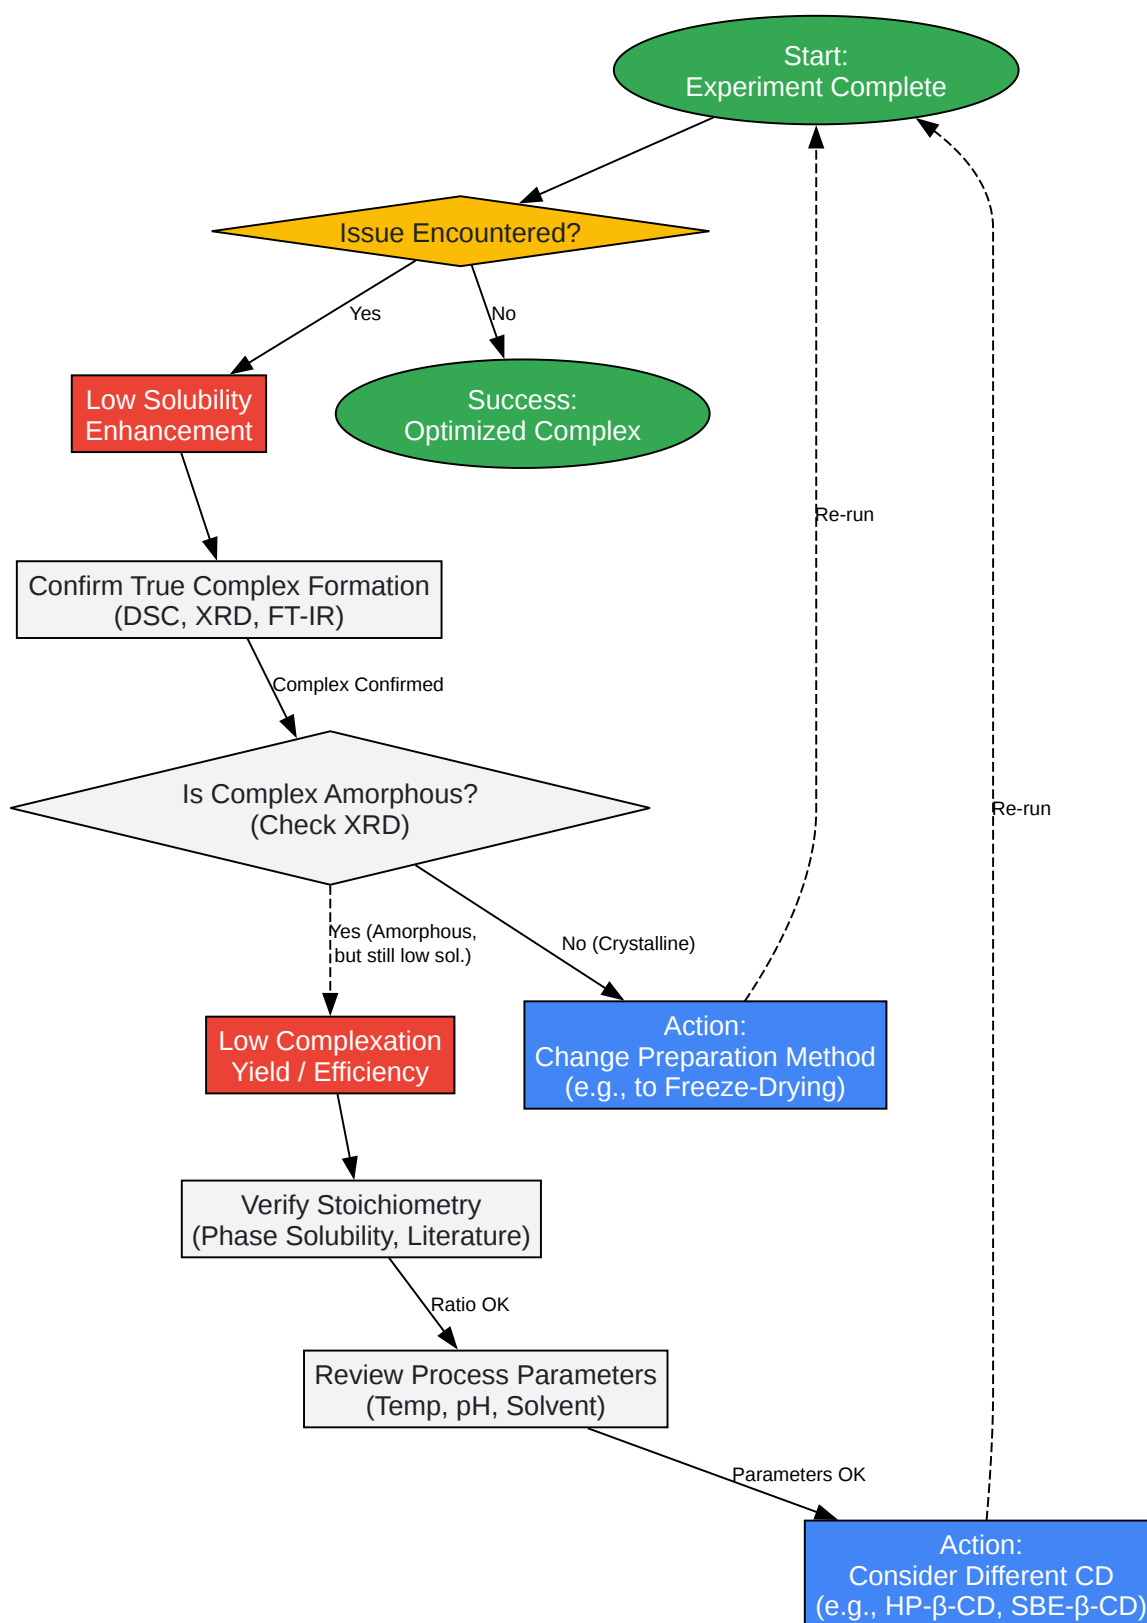 Start:
Experiment Complete
Issue Encountered?
Yes
No
Low Solubility
Enhancement
Success:
Optimized Complex
Re-run
Confirm True Complex Formation
(DSC, XRD, FT-IR)
Complex Confirmed
Is Complex Amorphous?
(Check XRD)
Re-run
Yes (Amorphous,
but still low sol.)
No (Crystalline)
Low Complexation
Yield / Efficiency
Action:
Change Preparation Method
(e.g., to Freeze-Drying)
Verify Stoichiometry
(Phase Solubility, Literature)
Ratio OK
Review Process Parameters
(Temp, pH, Solvent)
Parameters OK
Action:
Consider Different CD
(e.g., HP-β-CD, SBE-β-CD)